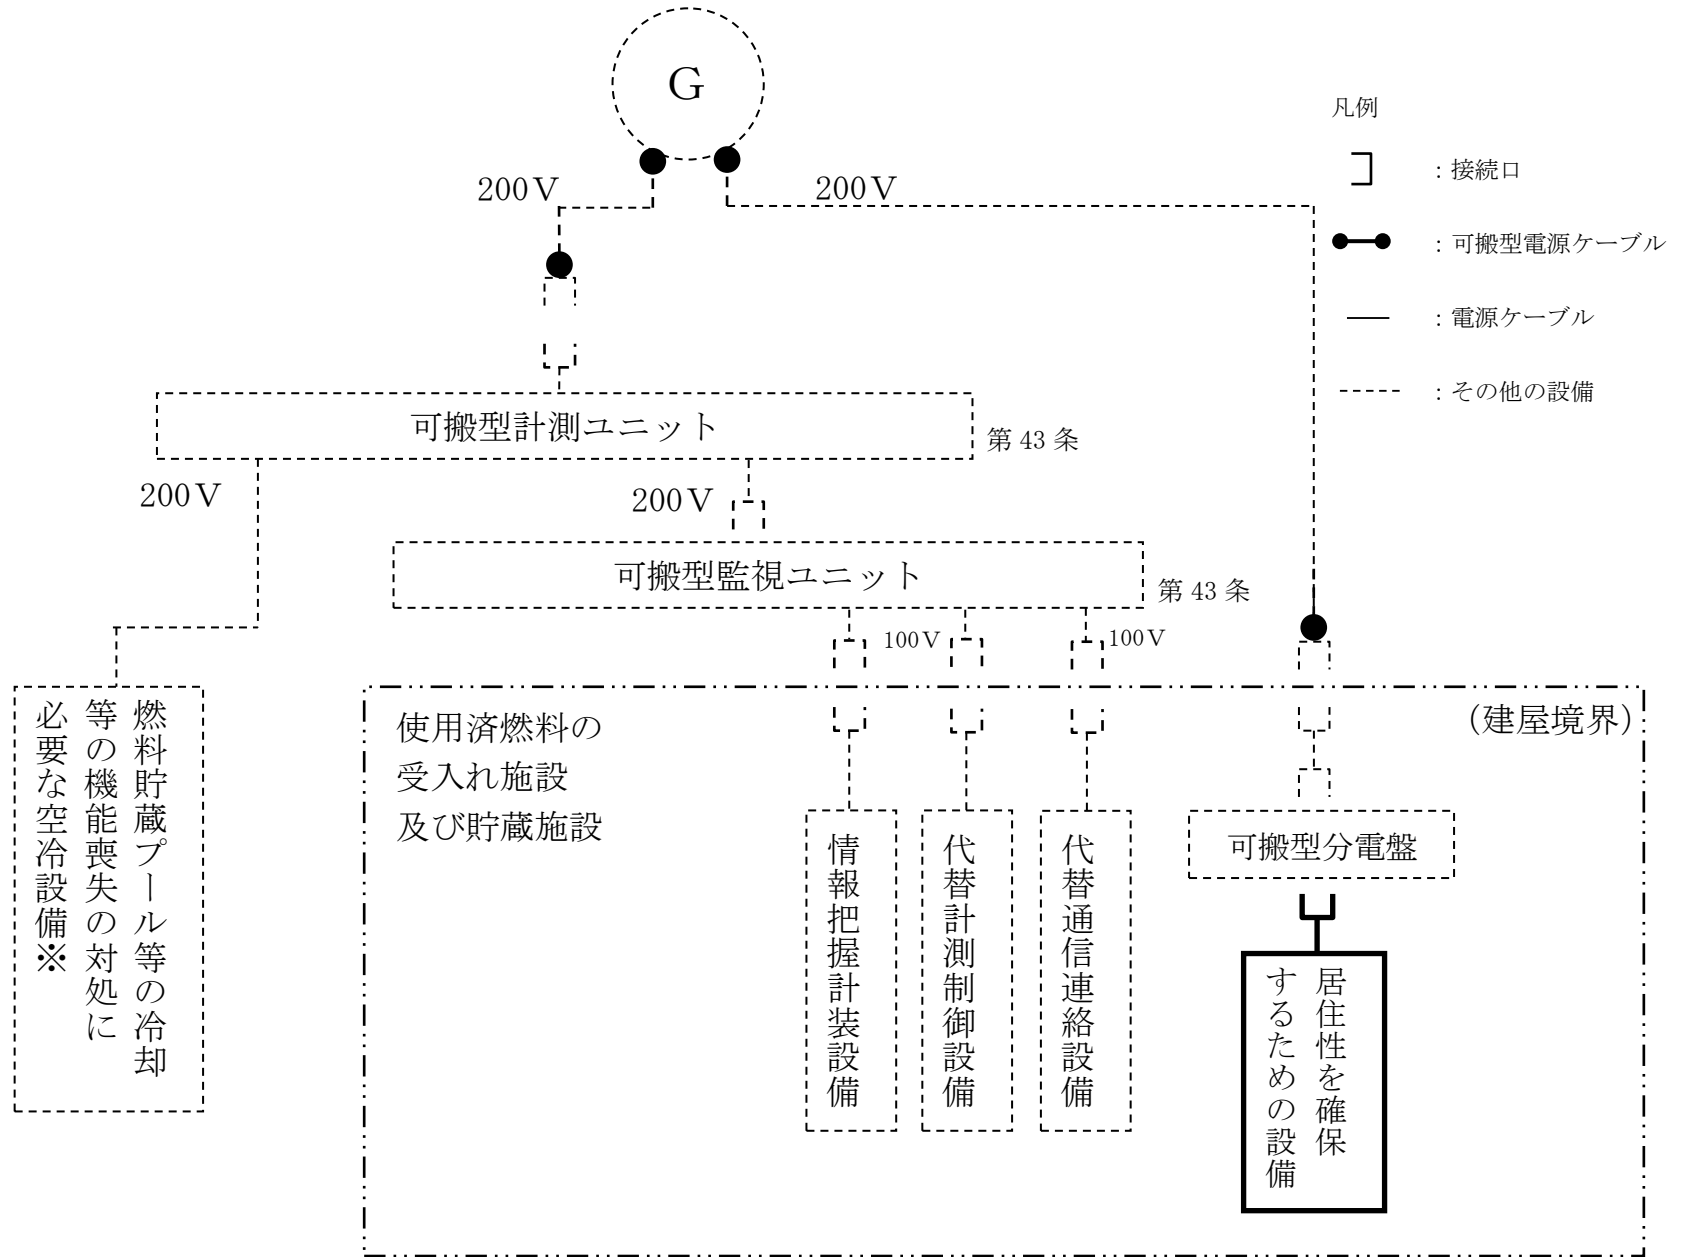 G
200V
200V
凡例
：接続口
：可搬型電源ケーブル
：電源ケーブル
：その他の設備
可搬型計測ユニット
第 43 条
200V
200V
可搬型監視ユニット
第 43 条
100V
100V
燃料貯蔵プール等の冷却
等の機能喪失の対処に
必要な空冷設備※
使用済燃料の
受入れ施設
及び貯蔵施設
（建屋境界）
情報把握計装設備
代替計測制御設備
代替通信連絡設備
可搬型分電盤
居住性を確保
するための設備